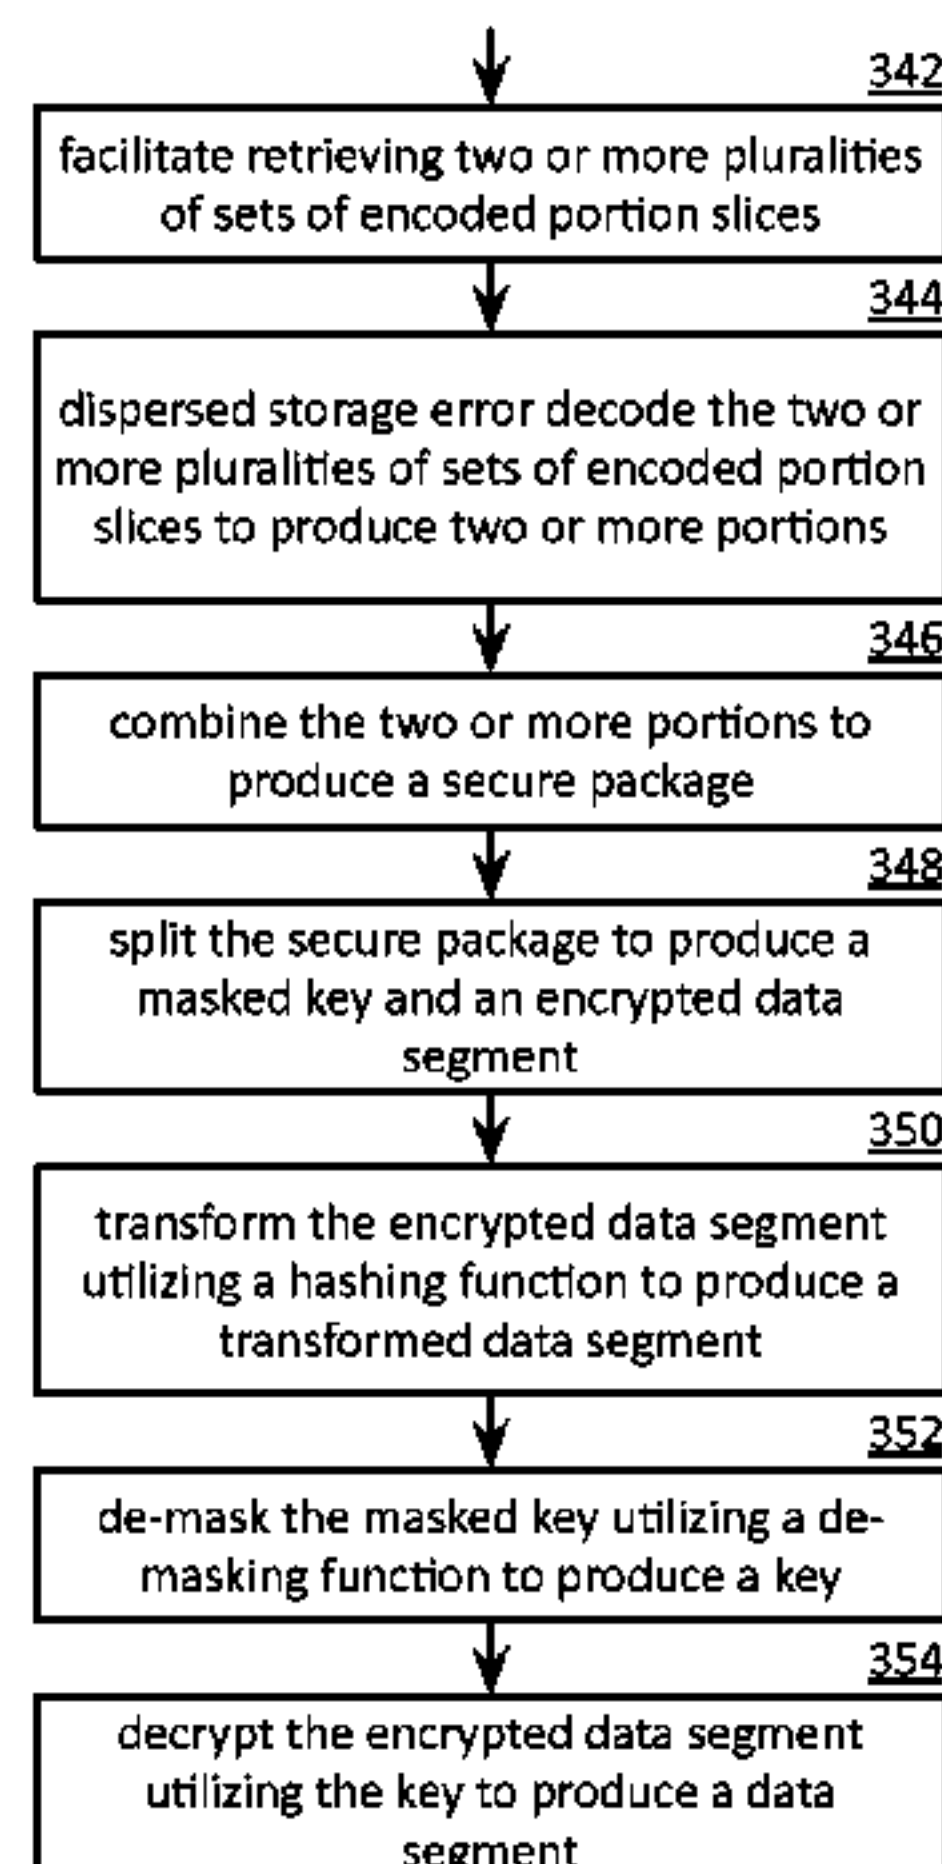 342
facilitate retrieving two or more pluralities
of sets of encoded portion slices
344
dispersed storage error decode the two or
more pluralities of sets of encoded portion
slices to produce two or more portions
346
combine the two or more portions to
produce a secure package
348
split the secure package to produce a
masked key and an encrypted data
segment
350
transform the encrypted data segment
utilizing a hashing function to produce a
transformed data segment
352
de-mask the masked key utilizing a de-
masking function to produce a key
354
decrypt the encrypted data segment
utilizing the key to produce a data
segment